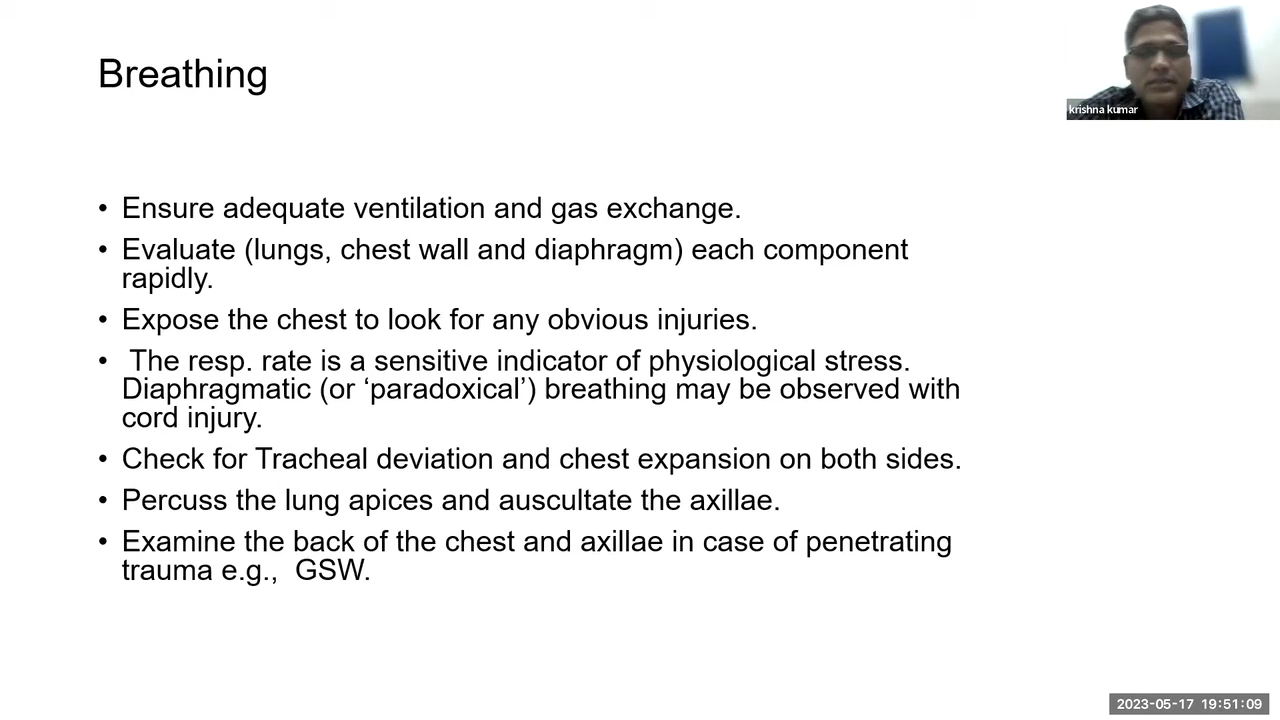 Breathing
krishna kumar
• Ensure adequate ventilation and gas exchange.
• Evaluate (lungs, chest wall and diaphragm) each component
rapidly.
• Expose the chest to look for any obvious injuries.
•  The resp. rate is a sensitive indicator of physiological stress.
Diaphragmatic (or ‘paradoxical’) breathing may be observed with
cord injury.
• Check for Tracheal deviation and chest expansion on both sides.
• Percuss the lung apices and auscultate the axillae.
• Examine the back of the chest and axillae in case of penetrating
trauma e.g.,  GSW.
2023-05-17 19:51:09